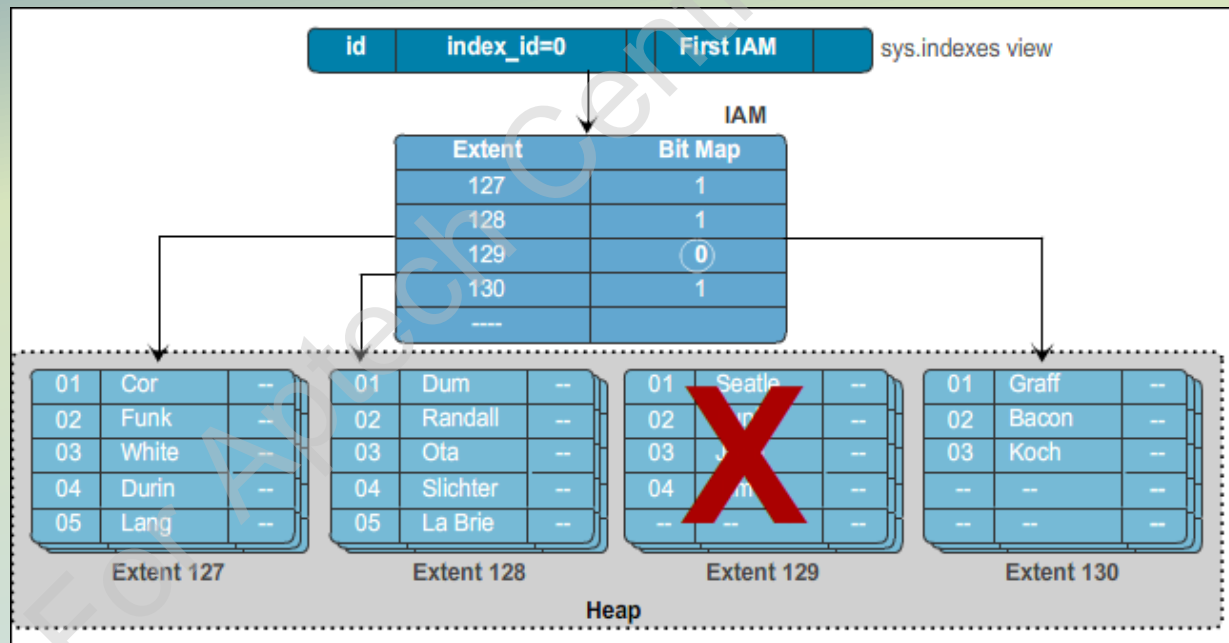 id index_id=0 First IAM sys.indexes view
IAM
Extent Bit Map
127 1
128 1
129 0
130 1
----
01 Cor -- 01 Dum -- 01 Seatle -- 01 Graff --
02 Funk -- 02 Randall -- 02 -- 02 Bacon --
03 White -- 03 Ota -- 03 -- 03 Koch --
04 Durin -- 04 Slichter -- 04 -- -- -- --
05 Lang -- 05 La Brie -- -- -- -- -- -- --
X
Extent 127 Extent 128 Extent 129 Extent 130
Heap
For Aptech